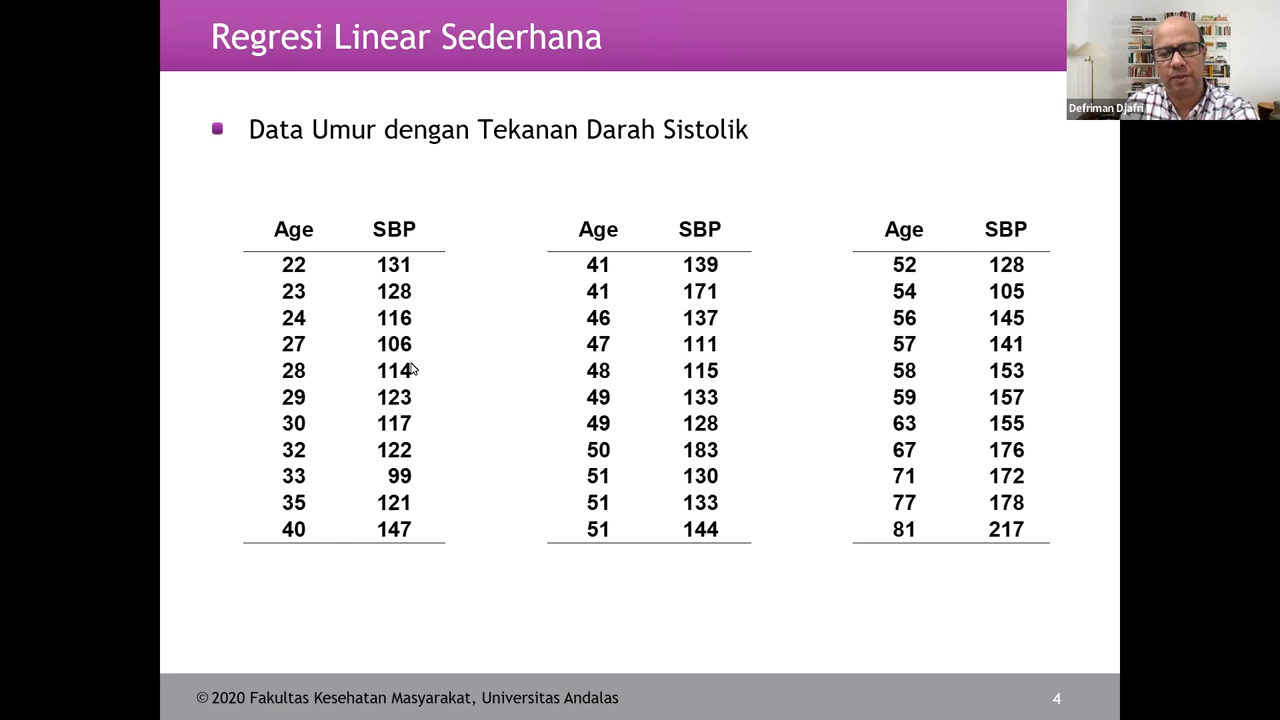 Regresi Linear Sederhana
Defriman Djafri
Data Umur dengan Tekanan Darah Sistolik
Age SBP Age SBP Age SBP
22 131 41 139 52 128
23 128 41 171 54 105
24 116 46 137 56 145
27 106 47 111 57 141
28 114 48 115 58 153
29 123 49 133 59 157
30 117 49 128 63 155
32 122 50 183 67 176
33 99 51 130 71 172
35 121 51 133 77 178
40 147 51 144 81 217
© 2020 Fakultas Kesehatan Masyarakat, Universitas Andalas 4